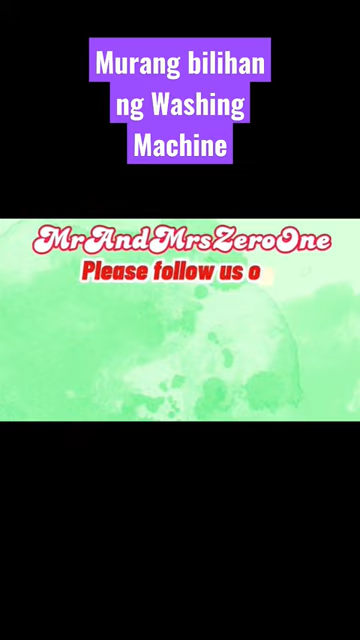 Murang bilihan
ng Washing
Machine
MrAndMrsZeroOne
Please follow us o